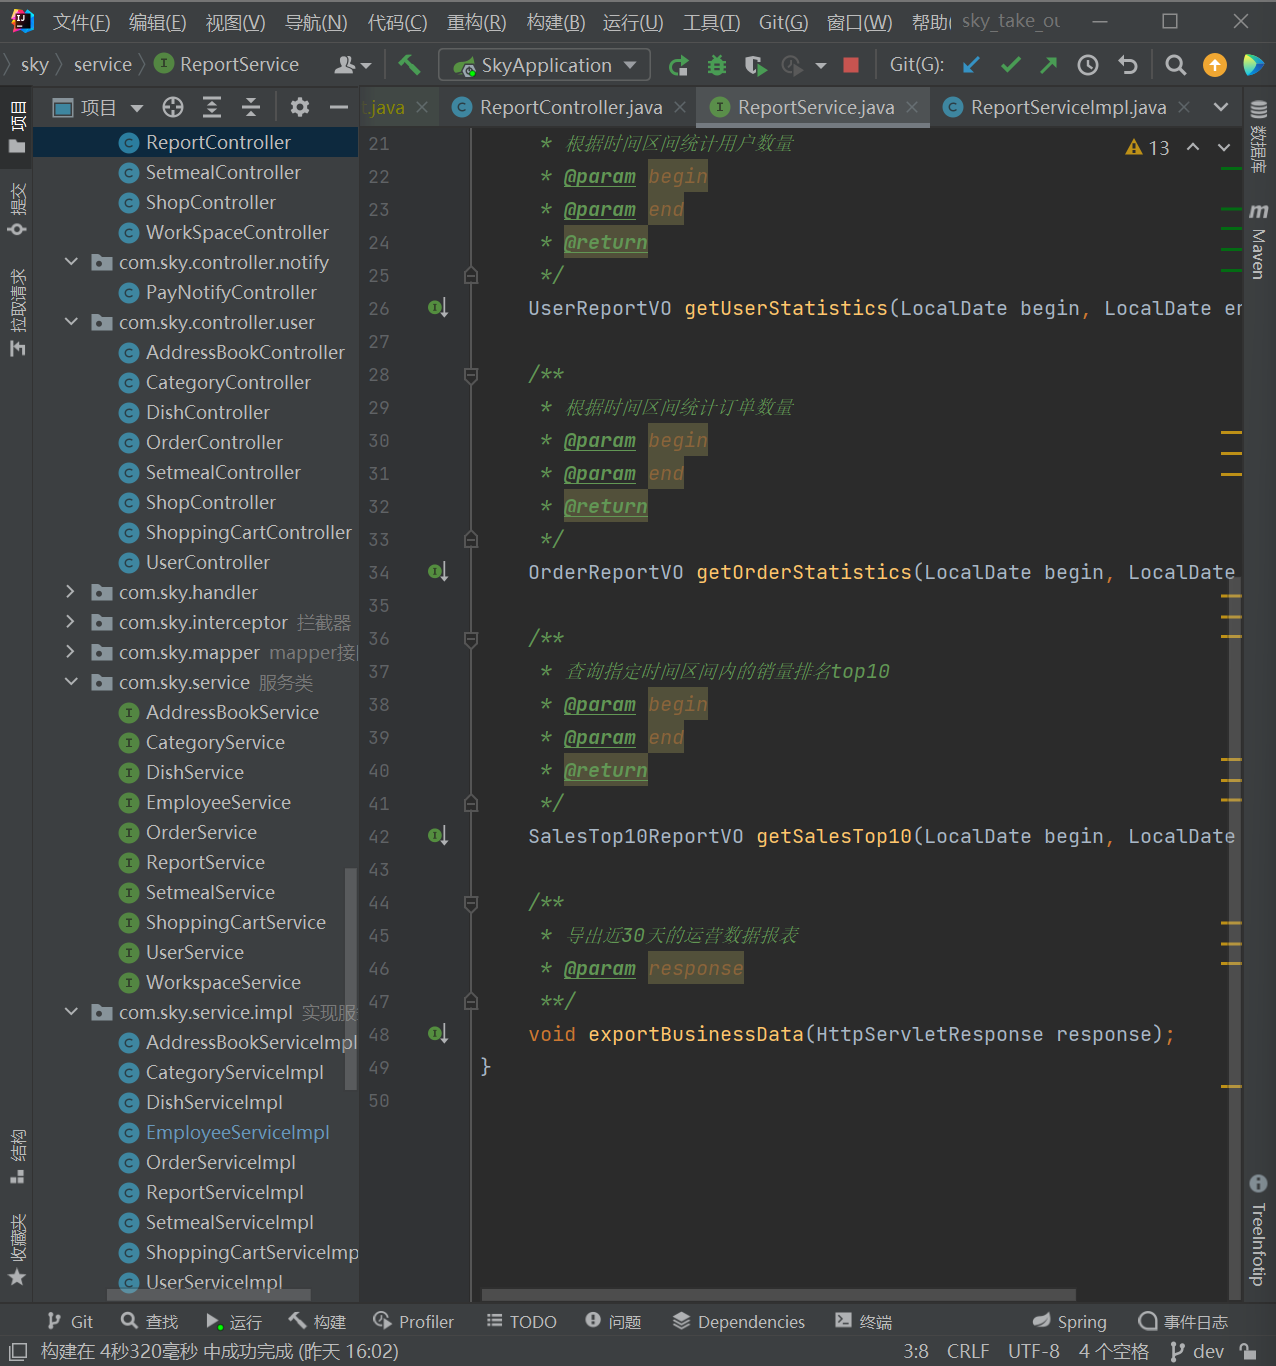 文件(F) 编辑(E) 视图(V) 导航(N) 代码(C) 重构(R) 构建(B) 运行(U) 工具(T) Git(G) 窗口(W) 帮助( sky_take_ou
sky service ReportService SkyApplication Git(G):
项目 .java ReportController.java ReportService.java ReportServiceImpl.java
项目
提交
拉取请求
结构
收藏夹
ReportController
SetmealController
ShopController
WorkSpaceController
com.sky.controller.notify
PayNotifyController
com.sky.controller.user
AddressBookController
CategoryController
DishController
OrderController
SetmealController
ShopController
ShoppingCartController
UserController
com.sky.handler
com.sky.interceptor 拦截器
com.sky.mapper mapper接
com.sky.service 服务类
AddressBookService
CategoryService
DishService
EmployeeService
OrderService
ReportService
SetmealService
ShoppingCartService
UserService
WorkspaceService
com.sky.service.impl 实现服
AddressBookServiceImpl
CategoryServiceImpl
DishServiceImpl
EmployeeServiceImpl
OrderServiceImpl
ReportServiceImpl
SetmealServiceImpl
ShoppingCartServiceImp
UserServiceImpl
13
21 * 根据时间区间统计用户数量
22 * @param begin
23 * @param end
24 * @return
25 */
26 UserReportVO getUserStatistics(LocalDate begin, LocalDate en
27
28 /**
29 * 根据时间区间统计订单数量
30 * @param begin
31 * @param end
32 * @return
33 */
34 OrderReportVO getOrderStatistics(LocalDate begin, LocalDate
35
36 /**
37 * 查询指定时间区间内的销量排名top10
38 * @param begin
39 * @param end
40 * @return
41 */
42 SalesTop10ReportVO getSalesTop10(LocalDate begin, LocalDate
43
44 /**
45 * 导出近30天的运营数据报表
46 * @param response
47 **/
48 void exportBusinessData(HttpServletResponse response);
49 }
50
数据库
Maven
TreeInfotip
Git 查找 运行 构建 Profiler TODO 问题 Dependencies 终端 Spring 事件日志
构建在 4秒320毫秒 中成功完成 (昨天 16:02) 3:8 CRLF UTF-8 4 个空格 dev